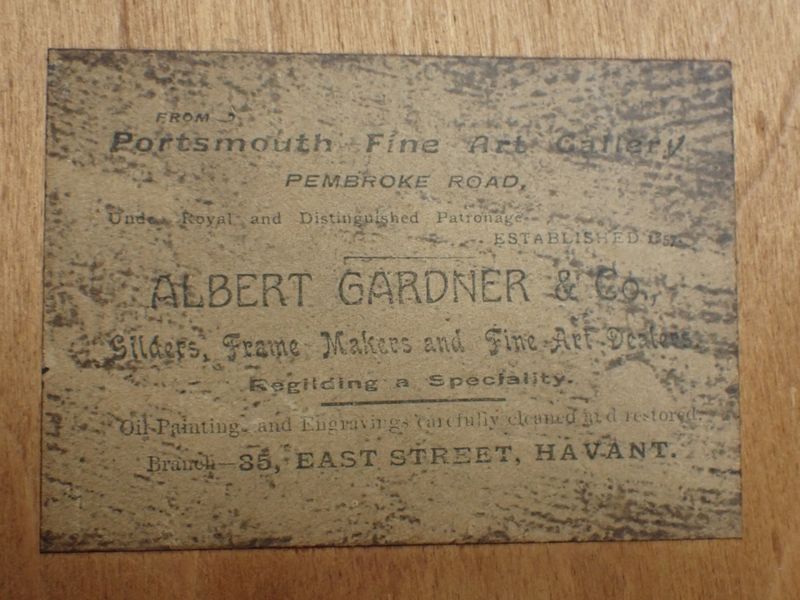 FROM
Portsmouth Fine Art Gallery
PEMBROKE ROAD,
Under Royal and Distinguished Patronage
ESTABLISHED
ALBERT GARDNER & Co.,
Gilders, Frame Makers and Fine Art Dealers.
Regilding a Speciality.
Oil-Paintings and Engravings carefully cleaned and restored.
Branch—35, EAST STREET, HAVANT.